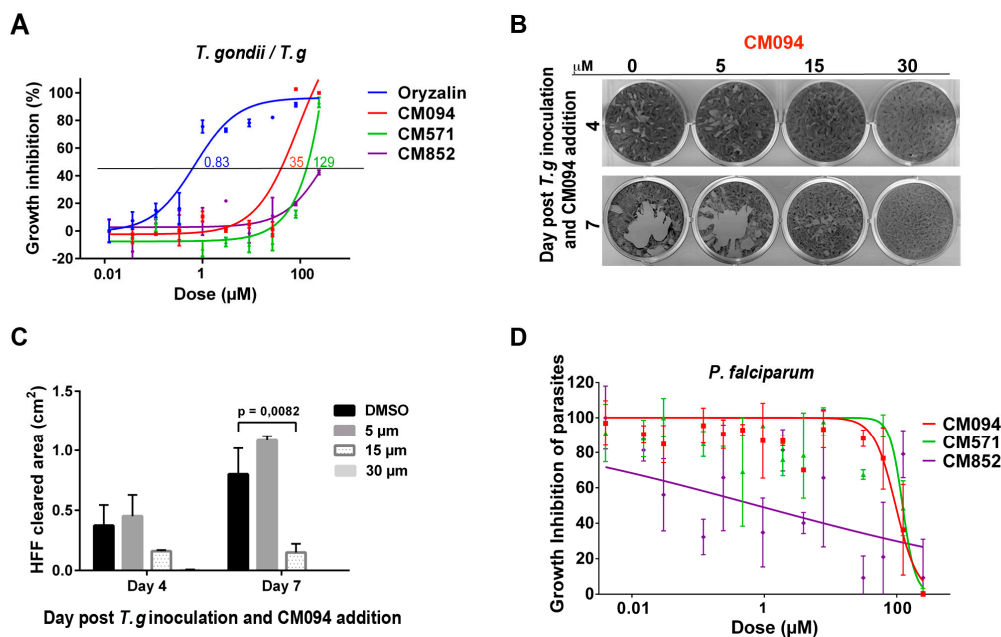 A
T. gondii / T.g
Growth inhibition (%)
100
80
60
40
20
0
-20
0.01
1
100
Dose (µM)
0.83
35
129
Oryzalin
CM094
CM571
CM852
B
CM094
µM
0
5
15
30
Day post T.g inoculation
and CM094 addition
4
7
C
HFF cleared area (cm2)
1.5
1.0
0.5
0.0
p = 0,0082
DMSO
5 µm
15 µm
30 µm
Day 4
Day 7
Day post T.g inoculation and CM094 addition
D
P. falciparum
Growth Inhibition of parasites
120
100
80
60
40
20
0
0.01
1
100
Dose (µM)
CM094
CM571
CM852